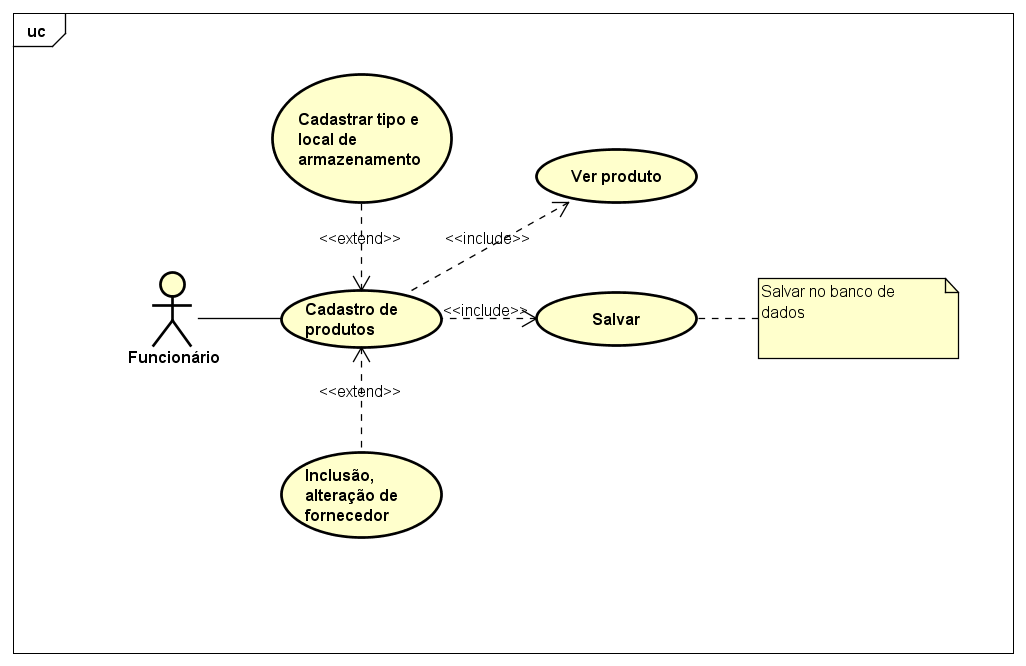 uc
Cadastrar tipo e
local de
armazenamento
Ver produto
<<extend>>
<<include>>
Cadastro de
produtos
<<include>>
Salvar
Salvar no banco de
dados
Funcionário
<<extend>>
Inclusão,
alteração de
fornecedor